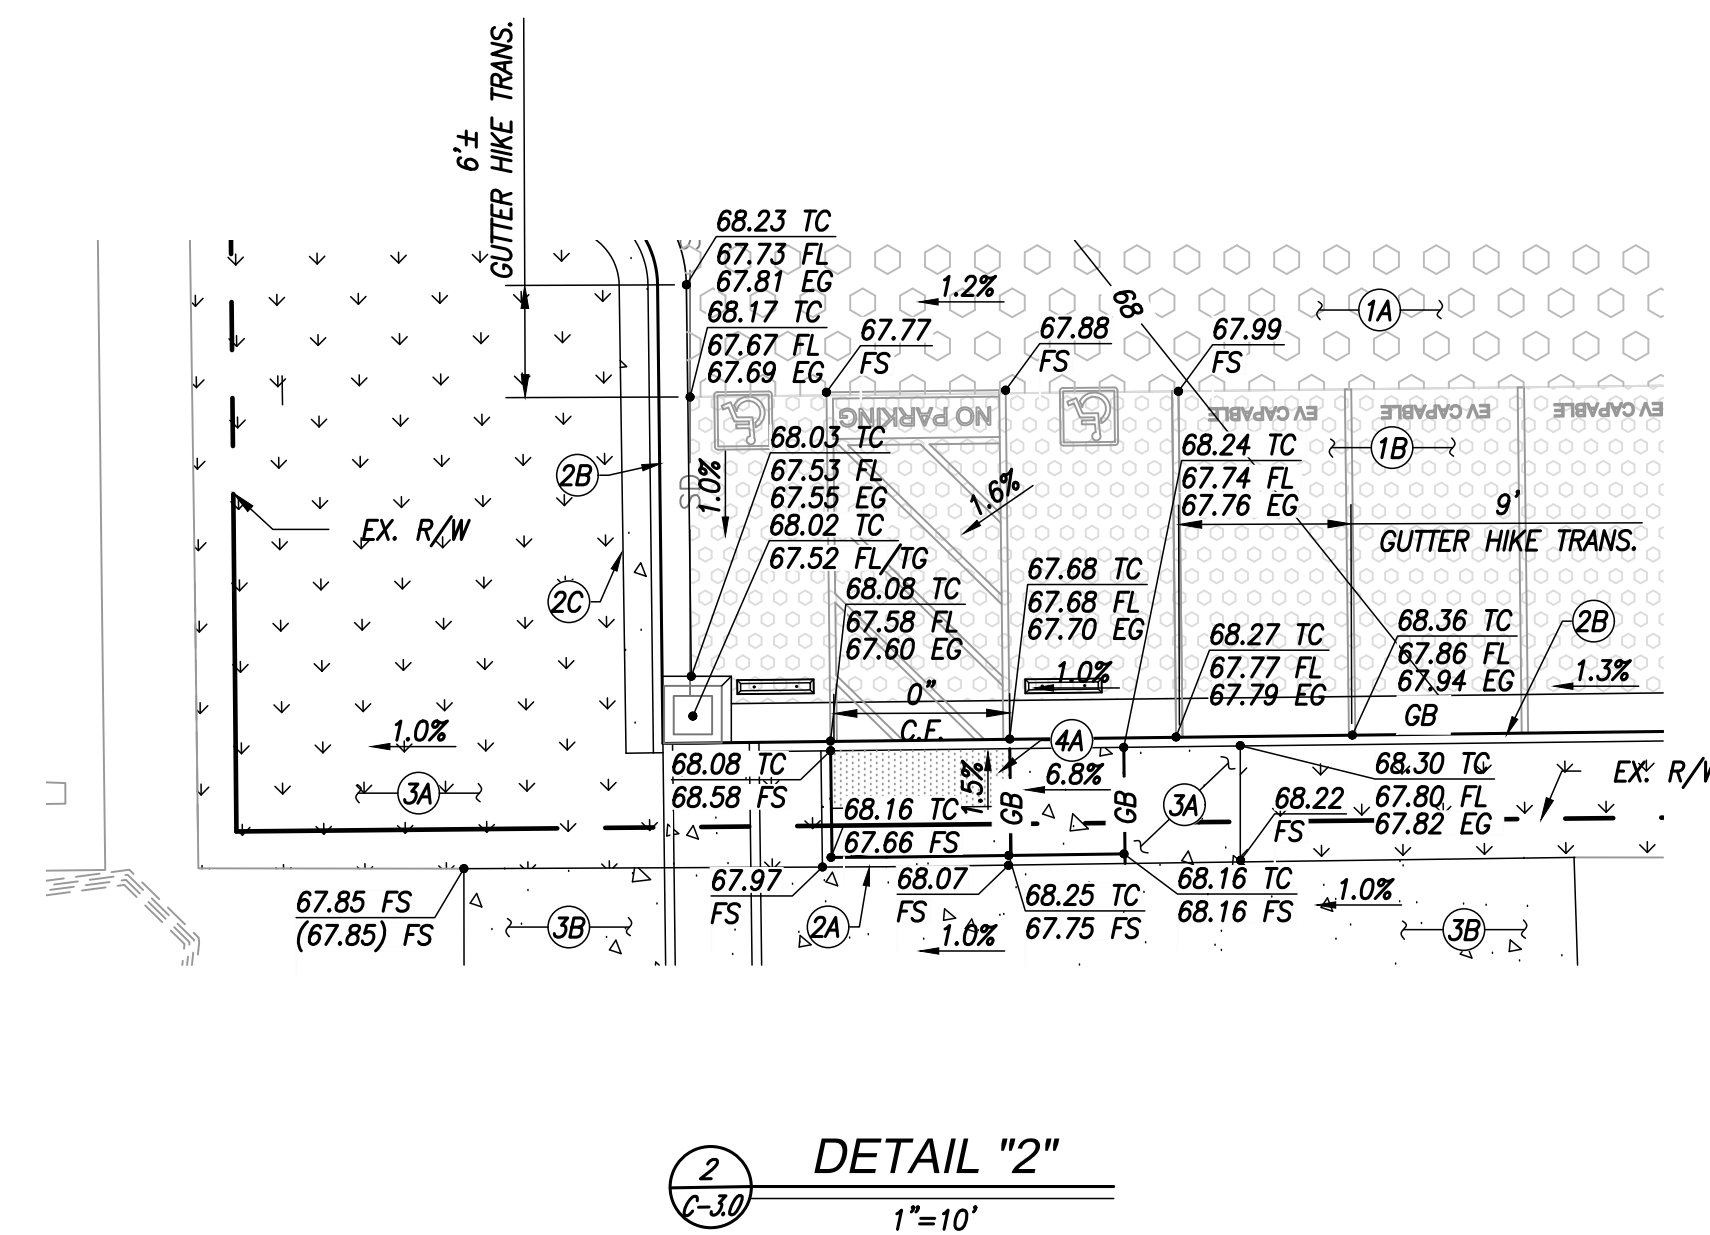 6'±
GUTTER HIKE TRANS.
68.23 TC
67.73 FL
67.81 EG
68.17 TC
67.67 FL
67.69 EG
1.2%
68
1A
67.77
FS
67.88
FS
67.99
FS
NO PARKING
EV CAPABLE
EV CAPABLE
EV CAPABLE
68.03 TC
67.53 FL
67.55 EG
68.02 TC
67.52 FL/TG
1.0%
SD
1.6%
68.24 TC
67.74 FL
67.76 EG
1B
9'
GUTTER HIKE TRANS.
2B
EX. R/W
2C
68.08 TC
67.58 FL
67.60 EG
67.68 TC
67.68 FL
67.70 EG
68.27 TC
67.77 FL
67.79 EG
68.36 TC
67.86 FL
67.94 EG
2B
1.3%
1.0%
0"
C.F.
GB
1.0%
4A
3A
68.08 TC
68.58 FS
1.5%
GB
6.8%
GB
3A
68.30 TC
67.80 FL
67.82 EG
EX. R/W
68.22
FS
68.16 TC
67.66 FS
67.85 FS
(67.85) FS
3B
67.97
FS
2A
68.07
FS
1.0%
68.25 TC
67.75 FS
68.16 TC
68.16 FS
1.0%
3B
2
C-3.0
DETAIL "2"
1"=10'